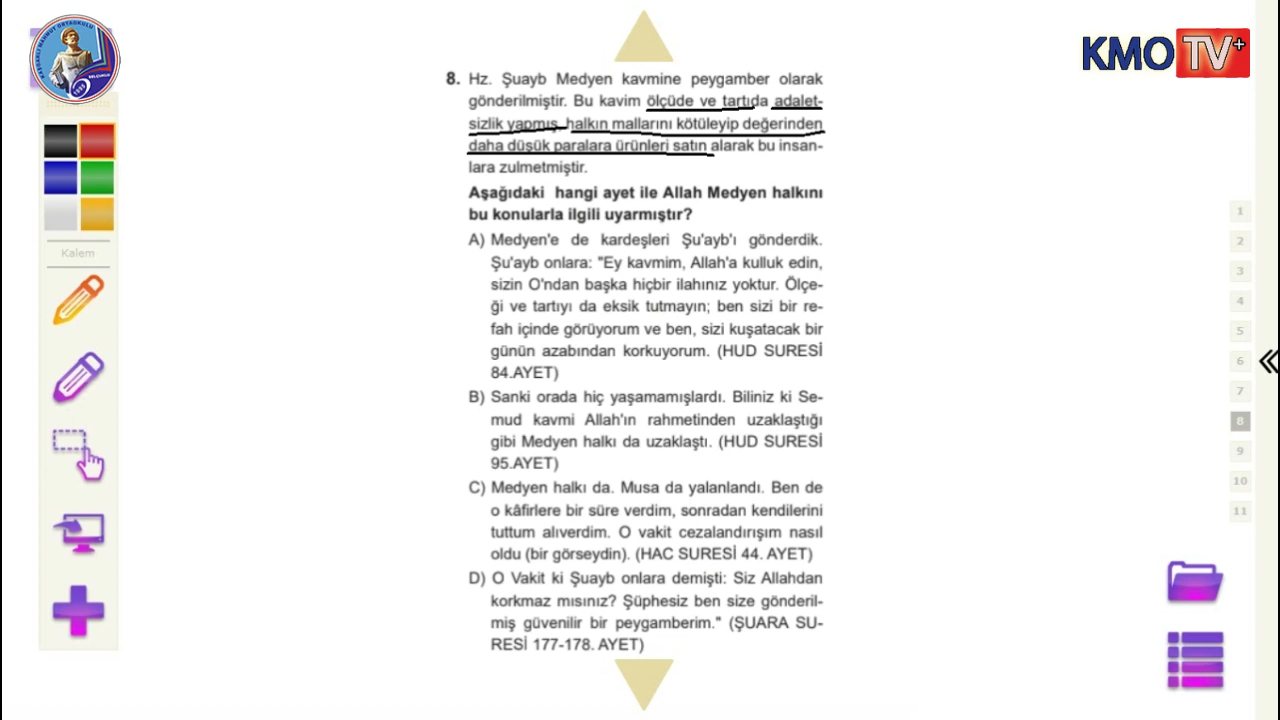 KMO TV+
8. Hz. Şuayb Medyen kavmine peygamber olarak
gönderilmiştir. Bu kavim ölçüde ve tartıda adalet-
sizlik yapmış halkın mallarını kötüleyip değerinden
daha düşük paralara ürünleri satın alarak bu insan-
lara zulmetmiştir.
Aşağıdaki hangi ayet ile Allah Medyen halkını
bu konularla ilgili uyarmıştır?
A) Medyen'e de kardeşleri Şu'ayb'ı gönderdik.
Şu'ayb onlara: "Ey kavmim, Allah'a kulluk edin,
sizin O'ndan başka hiçbir ilahınız yoktur. Ölçe-
ği ve tartıyı da eksik tutmayın; ben sizi bir re-
fah içinde görüyorum ve ben, sizi kuşatacak bir
günün azabından korkuyorum. (HUD SURESİ
84.AYET)
B) Sanki orada hiç yaşamamışlardı. Biliniz ki Se-
mud kavmi Allah'ın rahmetinden uzaklaştığı
gibi Medyen halkı da uzaklaştı. (HUD SURESİ
95.AYET)
C) Medyen halkı da. Musa da yalanlandı. Ben de
o kâfirlere bir süre verdim, sonradan kendilerini
tuttum alıverdim. O vakit cezalandırışım nasıl
oldu (bir görseydin). (HAC SURESİ 44. AYET)
D) O Vakit ki Şuayb onlara demişti: Siz Allahdan
korkmaz mısınız? Şüphesiz ben size gönderil-
miş güvenilir bir peygamberim." (ŞUARA SU-
RESİ 177-178. AYET)
Kalem
1
2
3
4
5
6
7
8
9
10
11